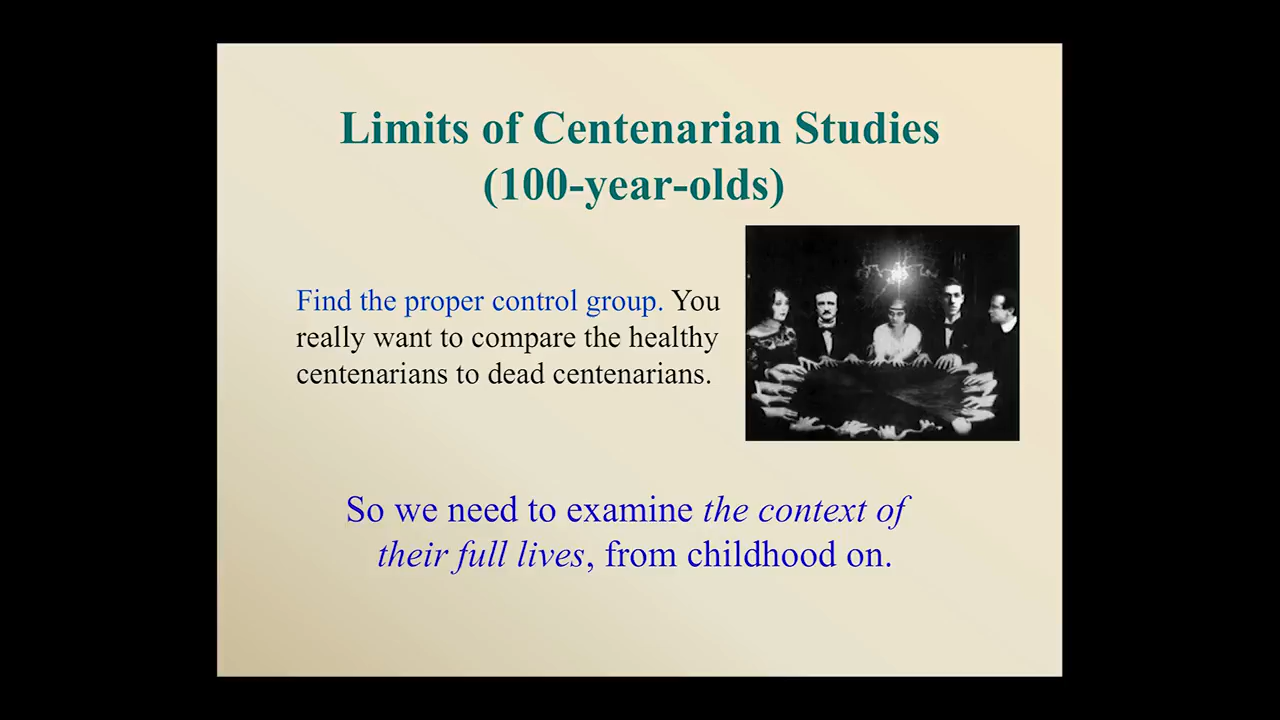 Limits of Centenarian Studies
(100-year-olds)
Find the proper control group. You
really want to compare the healthy
centenarians to dead centenarians.
So we need to examine the context of
their full lives, from childhood on.